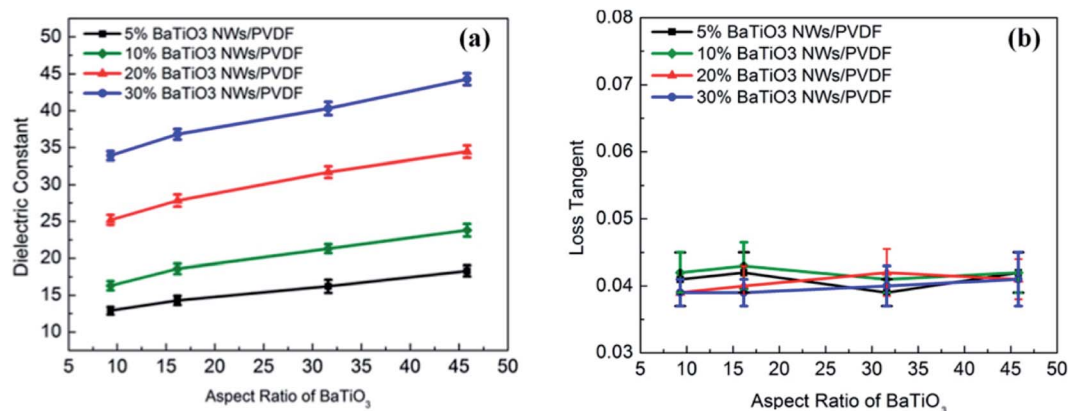 (a)
5% BaTiO3 NWs/PVDF
10% BaTiO3 NWs/PVDF
20% BaTiO3 NWs/PVDF
30% BaTiO3 NWs/PVDF
Dielectric Constant
50
45
40
35
30
25
20
15
10
5 10 15 20 25 30 35 40 45 50
Aspect Ratio of BaTiO₃
(b)
5% BaTiO3 NWs/PVDF
10% BaTiO3 NWs/PVDF
20% BaTiO3 NWs/PVDF
30% BaTiO3 NWs/PVDF
Loss Tangent
0.08
0.07
0.06
0.05
0.04
0.03
5 10 15 20 25 30 35 40 45 50
Aspect Ratio of BaTiO₃